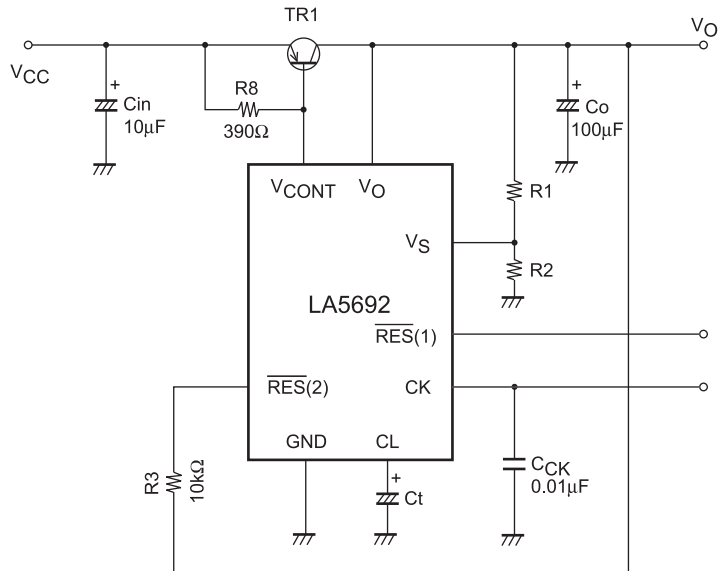 TR1
VO
VCC
Cin
10μF
R8
390Ω
Co
100μF
VCONT
VO
R1
VS
R2
LA5692
RES(1)
RES(2)
CK
GND
CL
R3
10kΩ
Ct
CCK
0.01μF
+
+
+